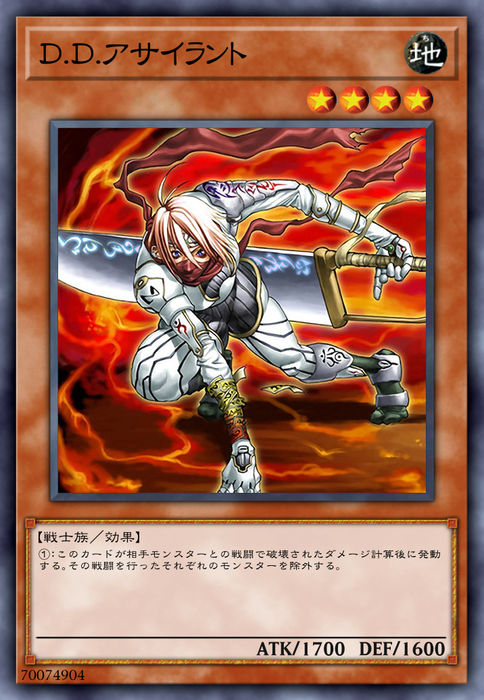 D.D.アサイラント
ち
地
【戦士族／効果】
①：このカードが相手モンスターとの戦闘で破壊されたダメージ計算後に発動
する。その戦闘を行ったそれぞれのモンスターを除外する。
ATK/1700 DEF/1600
70074904